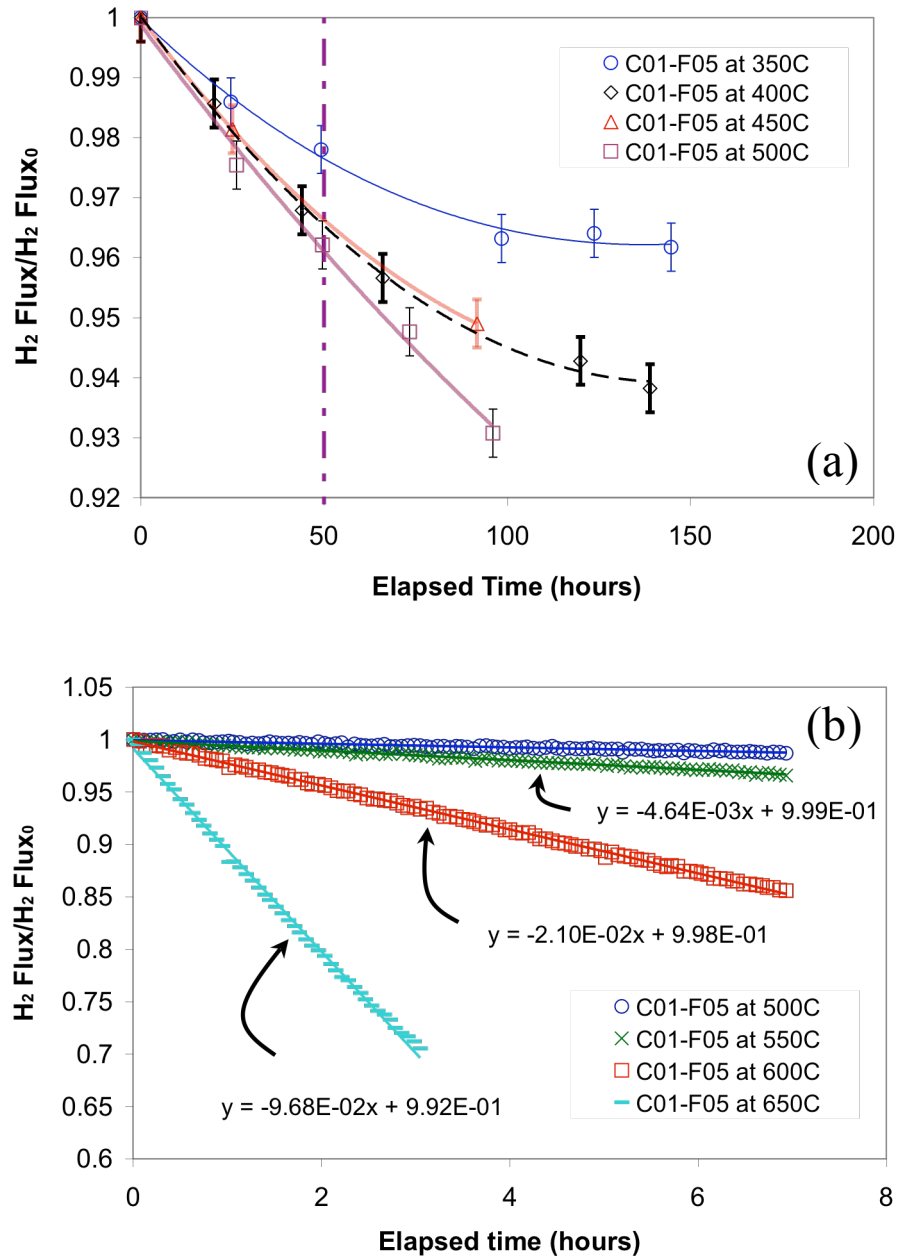 1
0.99
0.98
0.97
0.96
0.95
0.94
0.93
0.92
H₂ Flux/H₂ Flux₀
C01-F05 at 350C
C01-F05 at 400C
C01-F05 at 450C
C01-F05 at 500C
(a)
0 50 100 150 200
Elapsed Time (hours)
1.05
1
0.95
0.9
0.85
0.8
0.75
0.7
0.65
0.6
H₂ Flux/H₂ Flux₀
(b)
y = -4.64E-03x + 9.99E-01
y = -2.10E-02x + 9.98E-01
y = -9.68E-02x + 9.92E-01
C01-F05 at 500C
C01-F05 at 550C
C01-F05 at 600C
C01-F05 at 650C
0 2 4 6 8
Elapsed time (hours)